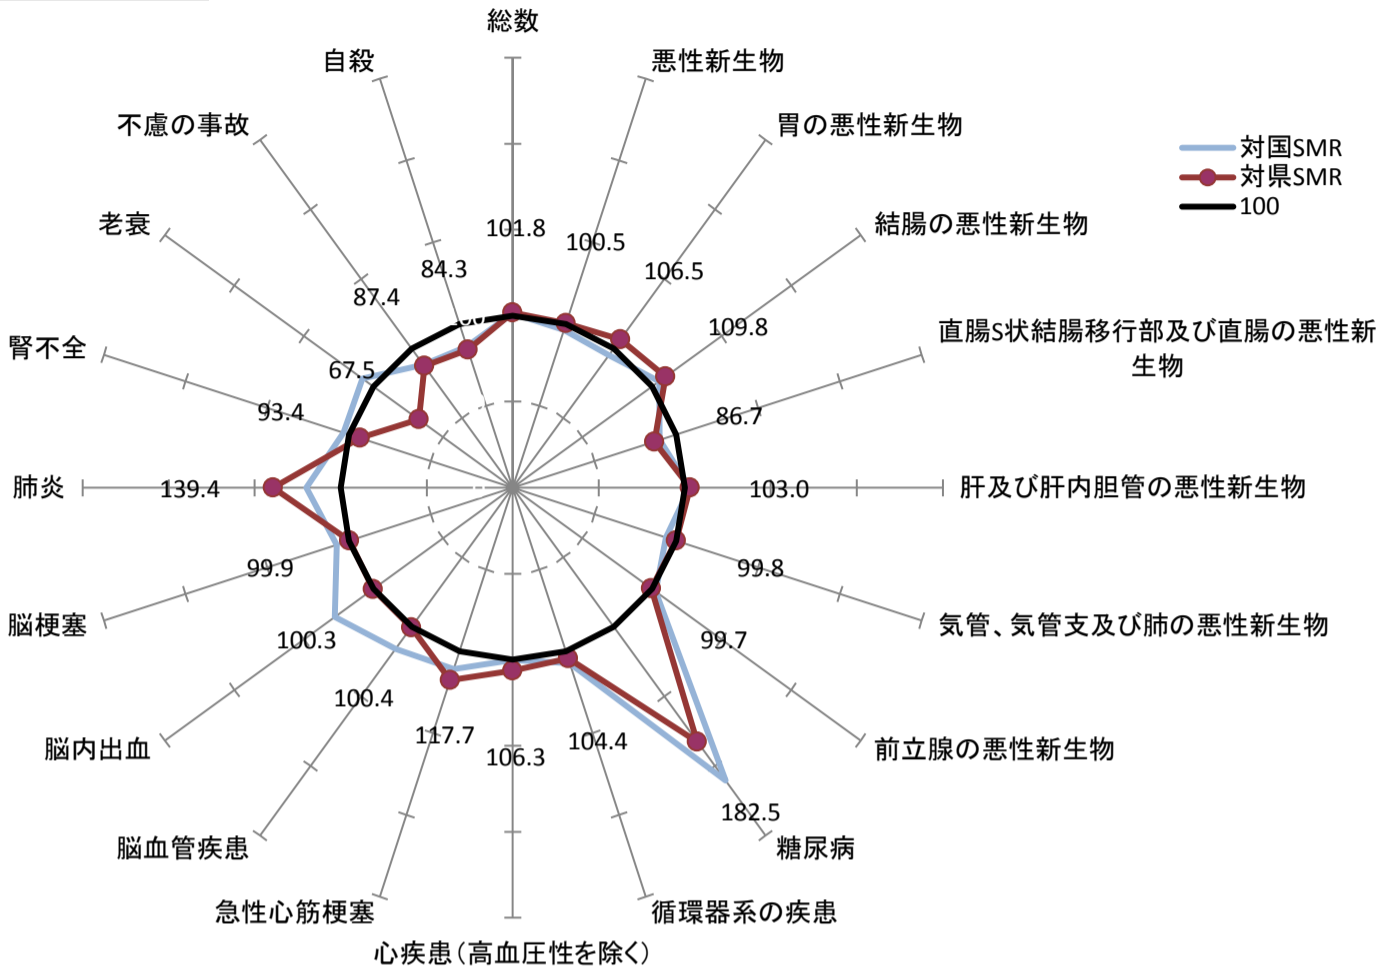 総数
自殺
悪性新生物
不慮の事故
胃の悪性新生物
対国SMR
対県SMR
100
老衰
結腸の悪性新生物
101.8
100.5
84.3
106.5
87.4
109.8
100
腎不全
直腸S状結腸移行部及び直腸の悪性新
生物
67.5
93.4
86.7
肺炎
139.4
103.0
肝及び肝内胆管の悪性新生物
99.9
99.8
脳梗塞
気管、気管支及び肺の悪性新生物
100.3
99.7
100.4
117.7
106.3
104.4
脳内出血
前立腺の悪性新生物
182.5
脳血管疾患
糖尿病
急性心筋梗塞
循環器系の疾患
心疾患(高血圧性を除く)